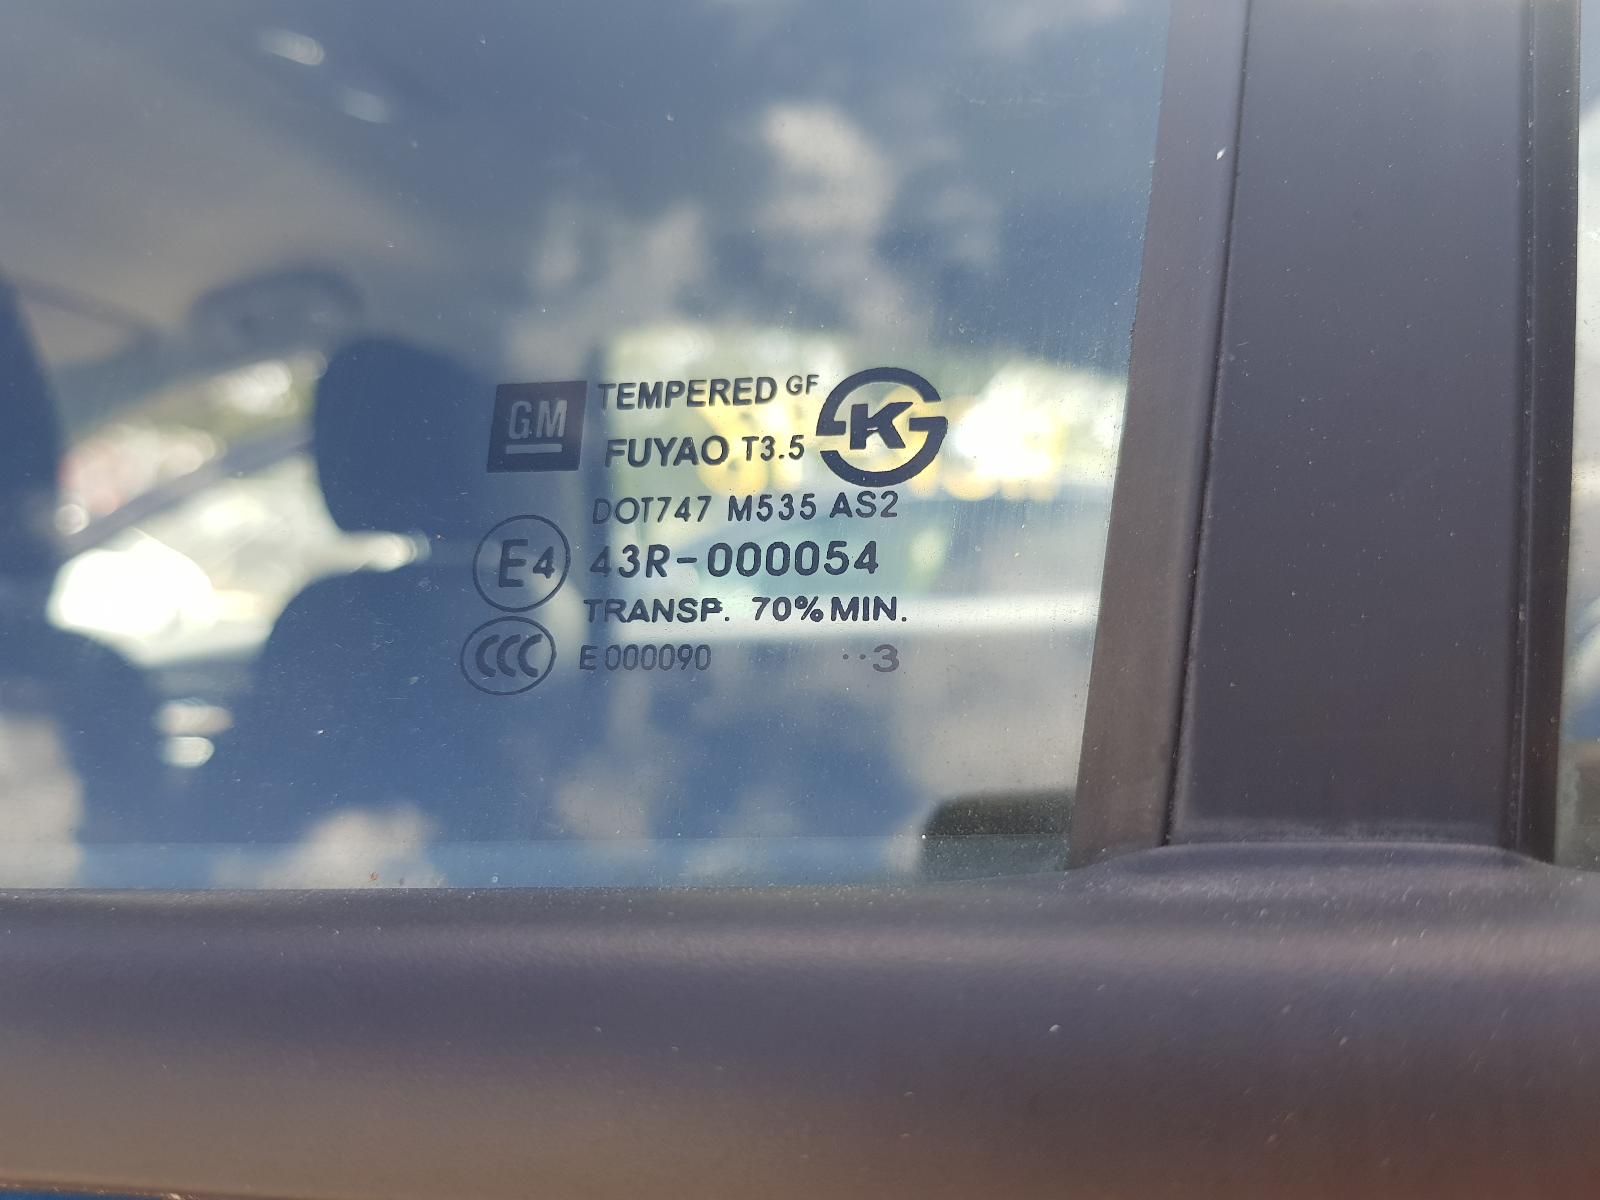 GM TEMPERED GF
FUYAO T3.5 K
DOT747 M535 AS2
E4 43R-000054
TRANSP. 70% MIN.
CCC E000090 ··3